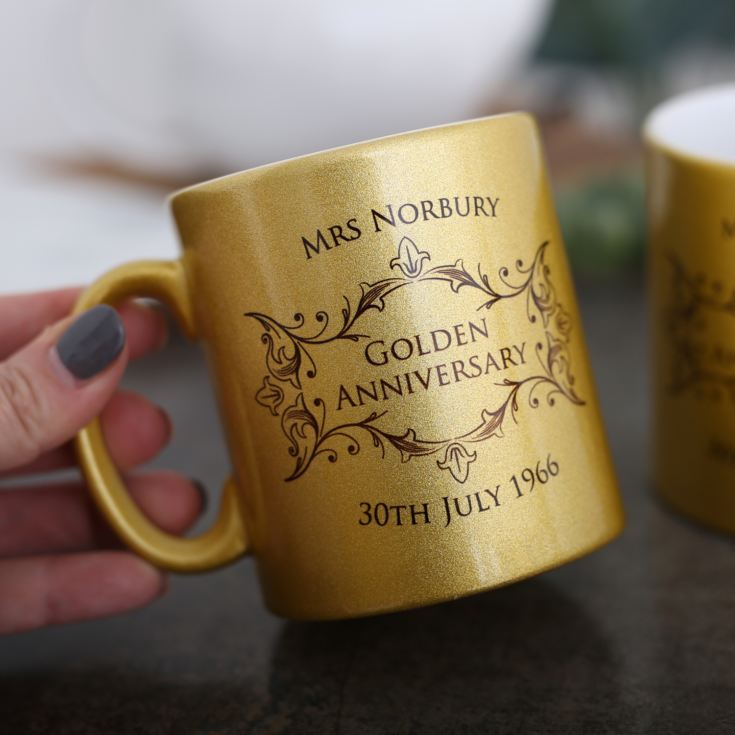 MRS NORBURY
GOLDEN
ANNIVERSARY
30TH JULY 1966